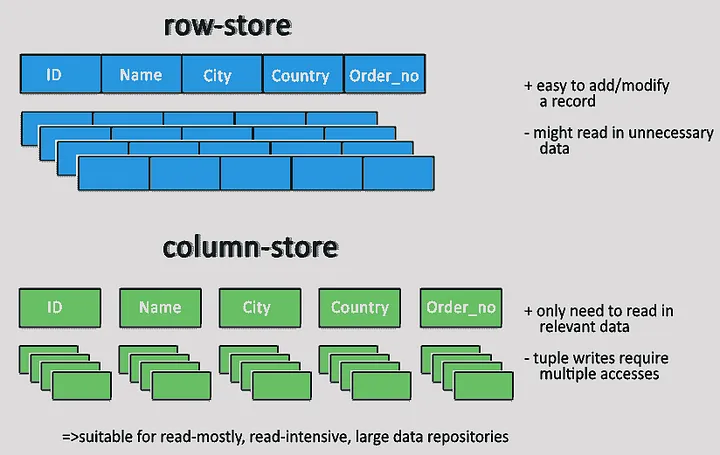 row-store
ID Name City Country Order_no
+ easy to add/modify
a record
- might read in unnecessary
data
column-store
ID Name City Country Order_no
+ only need to read in
relevant data
- tuple writes require
multiple accesses
=>suitable for read-mostly, read-intensive, large data repositories